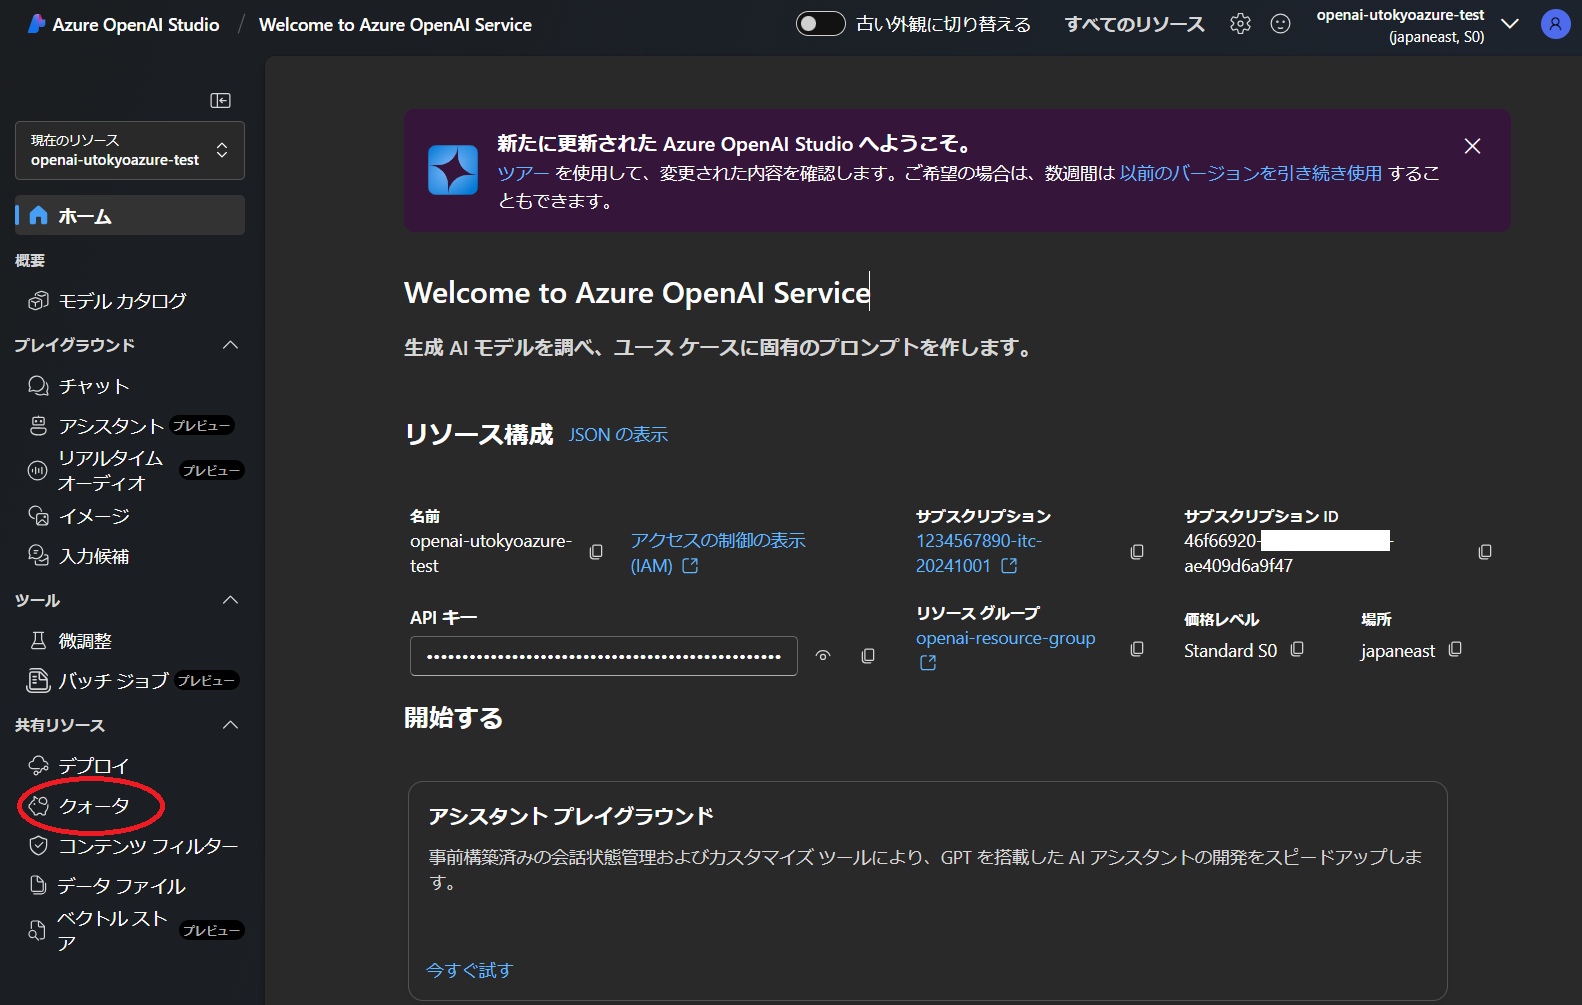 Azure OpenAI Studio / Welcome to Azure OpenAI Service
古い外観に切り替える
すべてのリソース
openai-utokyoazure-test
(japaneast, S0)
現在のリソース
openai-utokyoazure-test
ホーム
概要
モデル カタログ
プレイグラウンド
チャット
アシスタント プレビュー
リアルタイム
オーディオ
プレビュー
イメージ
入力候補
ツール
微調整
バッチ ジョブ プレビュー
共有リソース
デプロイ
クォータ
コンテンツ フィルター
データ ファイル
ベクトル スト
ア
プレビュー
新たに更新された Azure OpenAI Studio へようこそ。
ツアー を使用して、変更された内容を確認します。ご希望の場合は、数週間は 以前のバージョンを引き続き使用 するこ
ともできます。
Welcome to Azure OpenAI Service
生成 AI モデルを調べ、ユース ケースに固有のプロンプトを作します。
リソース構成 JSON の表示
名前
openai-utokyoazure-
test
アクセスの制御の表示
(IAM)
サブスクリプション
1234567890-itc-
20241001
サブスクリプション ID
46f66920-
-
ae409d6a9f47
API キー
••••••••••••••••••••••••••••••••••••••••••••••••••
リソース グループ
openai-resource-group
価格レベル
Standard S0
場所
japaneast
開始する
アシスタント プレイグラウンド
事前構築済みの会話状態管理およびカスタマイズ ツールにより、GPT を搭載した AI アシスタントの開発をスピードアップしま
す。
今すぐ試す